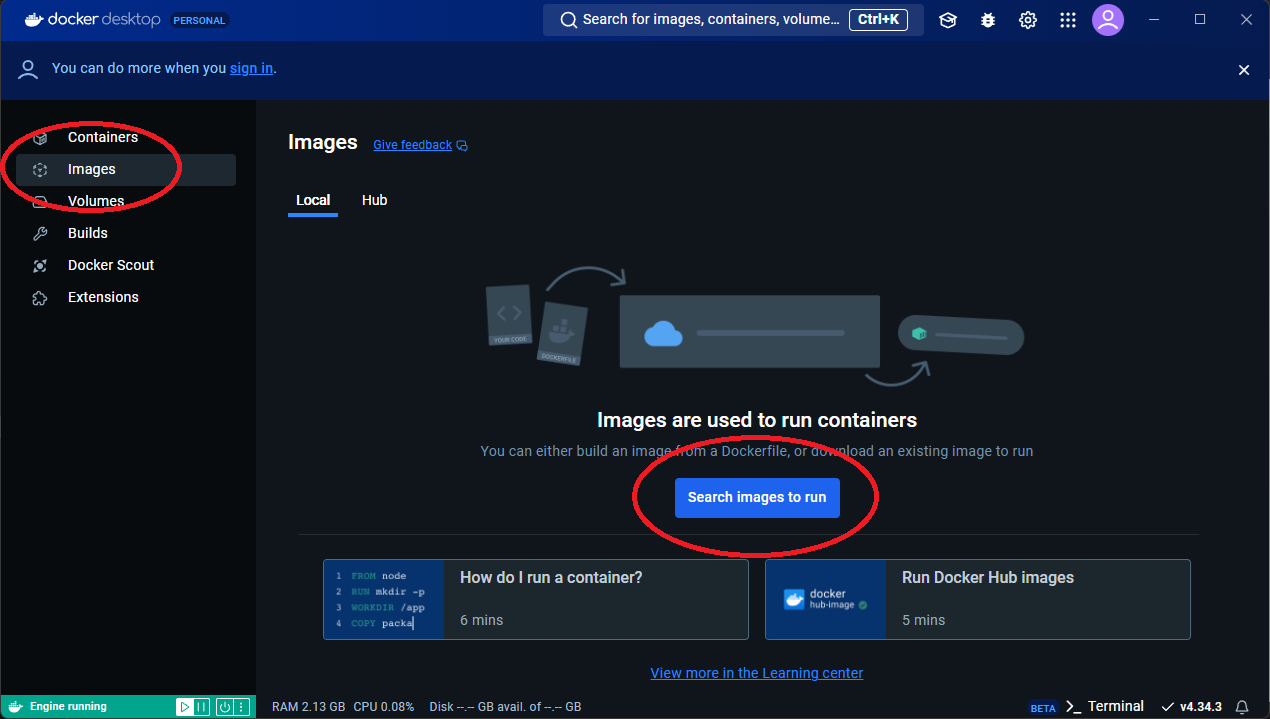 docker desktop PERSONAL
Search for images, containers, volume... Ctrl+K
You can do more when you sign in.
Containers
Images
Volumes
Builds
Docker Scout
Extensions
Images Give feedback
Local Hub
YOUR CODE
DOCKERFILE
Images are used to run containers
You can either build an image from a Dockerfile, or download an existing image to run
Search images to run
1 FROM node
2 RUN mkdir -p
3 WORKDIR /app
4 COPY packa
How do I run a container?
6 mins
docker
hub-image
Run Docker Hub images
5 mins
View more in the Learning center
Engine running
RAM 2.13 GB CPU 0.08% Disk --.-- GB avail. of --.-- GB
BETA >_ Terminal v4.34.3